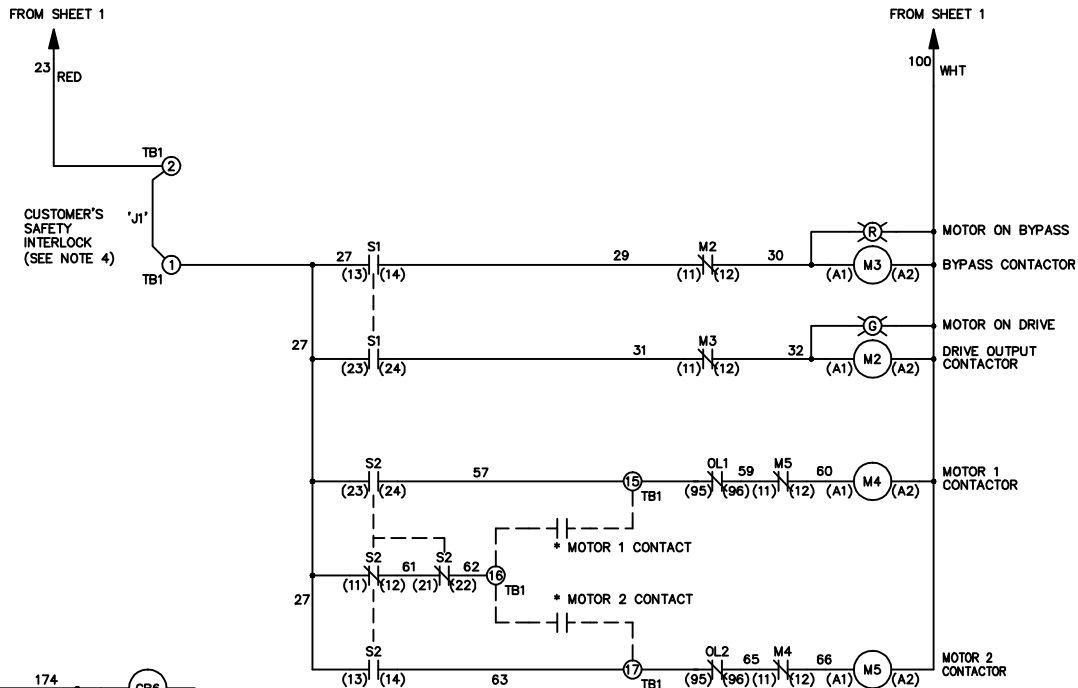 FROM SHEET 1 FROM SHEET 1
23 RED 100 WHT
TB1 2
CUSTOMER'S 'J1'
SAFETY
INTERLOCK
(SEE NOTE 4)
1
TB1
R MOTOR ON BYPASS
27 S1 29 M2 30 M3 BYPASS CONTACTOR
(13) (14) (11) (12) (A1) (A2)
G MOTOR ON DRIVE
27 S1 31 M3 32 M2 DRIVE OUTPUT
CONTACTOR
(23) (24) (11) (12) (A1) (A2)
S2 57 15 OL1 59 M5 60 M4 MOTOR 1
CONTACTOR
(23) (24) TB1 (95) (96) (11) (12) (A1) (A2)
* MOTOR 1 CONTACT
S2 61 S2 62 16
(11) (12) (21) (22) TB1
27 * MOTOR 2 CONTACT
S2 63 17 OL2 65 M4 66 M5 MOTOR 2
CONTACTOR
(13) (14) TB1 (95) (96) (11) (12) (A1) (A2)
174